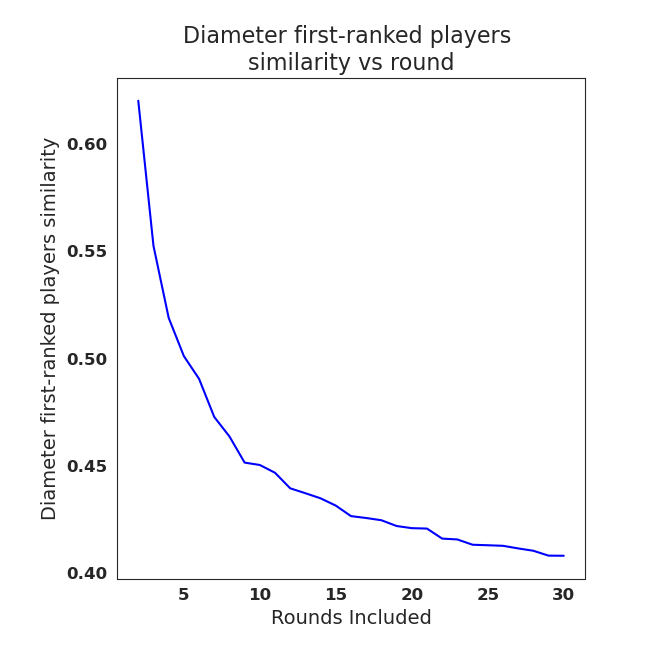 Diameter first-ranked players
similarity vs round
Diameter first-ranked players similarity
0.60
0.55
0.50
0.45
0.40
5 10 15 20 25 30
Rounds Included